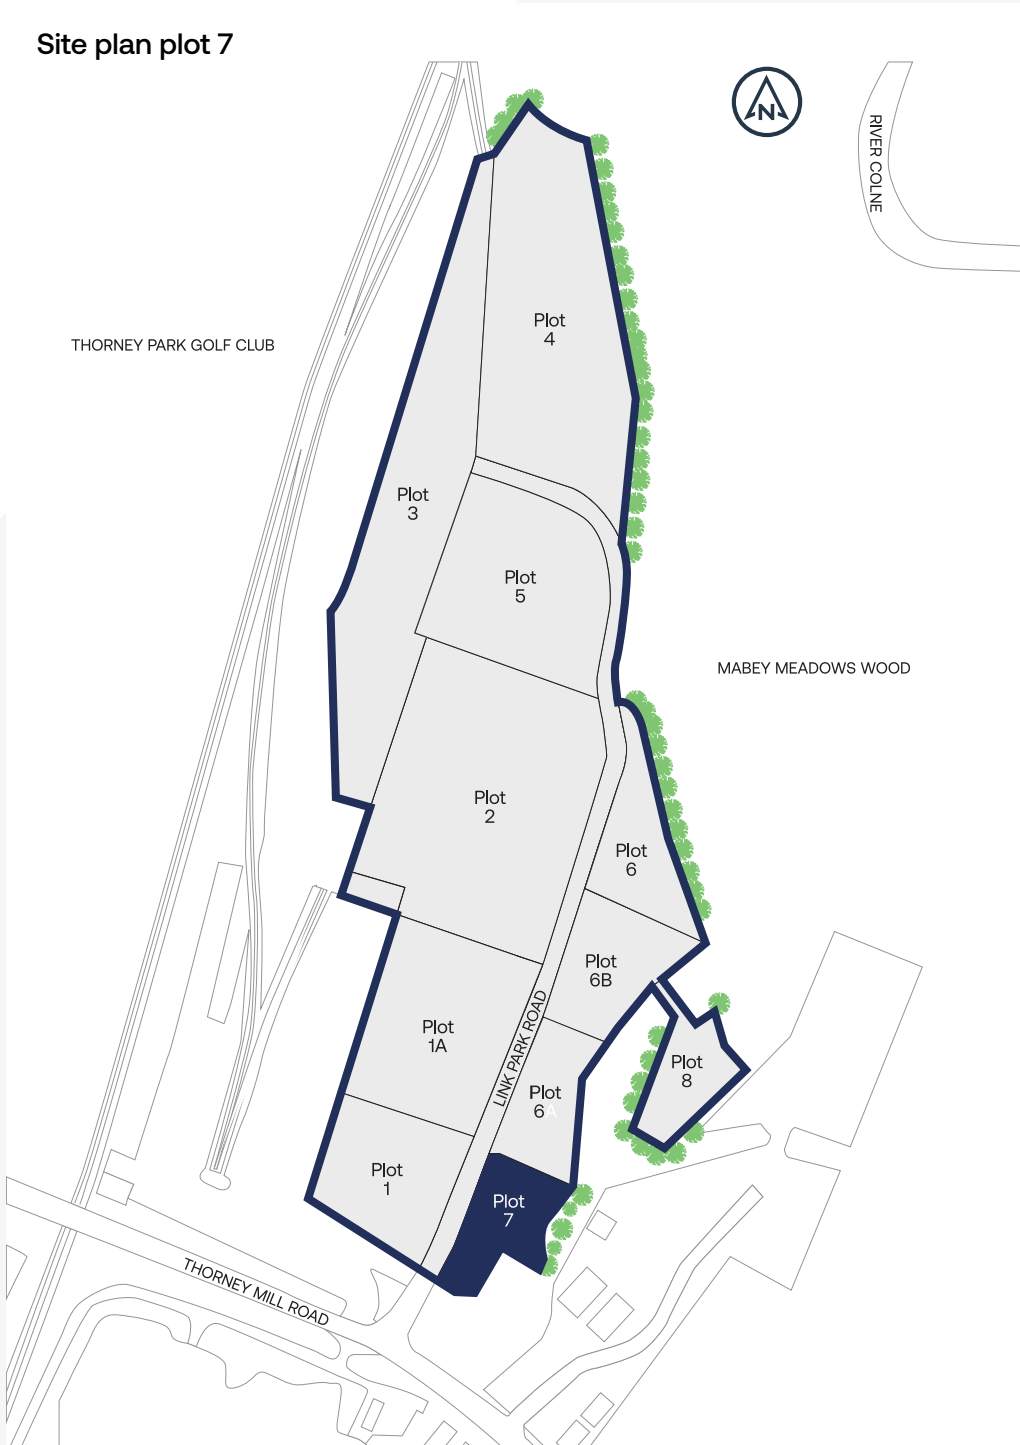 Site plan plot 7
N
RIVER COLNE
THORNEY PARK GOLF CLUB
Plot
4
Plot
3
Plot
5
MABEY MEADOWS WOOD
Plot
2
Plot
6
Plot
6B
LINK PARK ROAD
Plot
1A
Plot
8
Plot
6A
Plot
1
Plot
7
THORNEY MILL ROAD